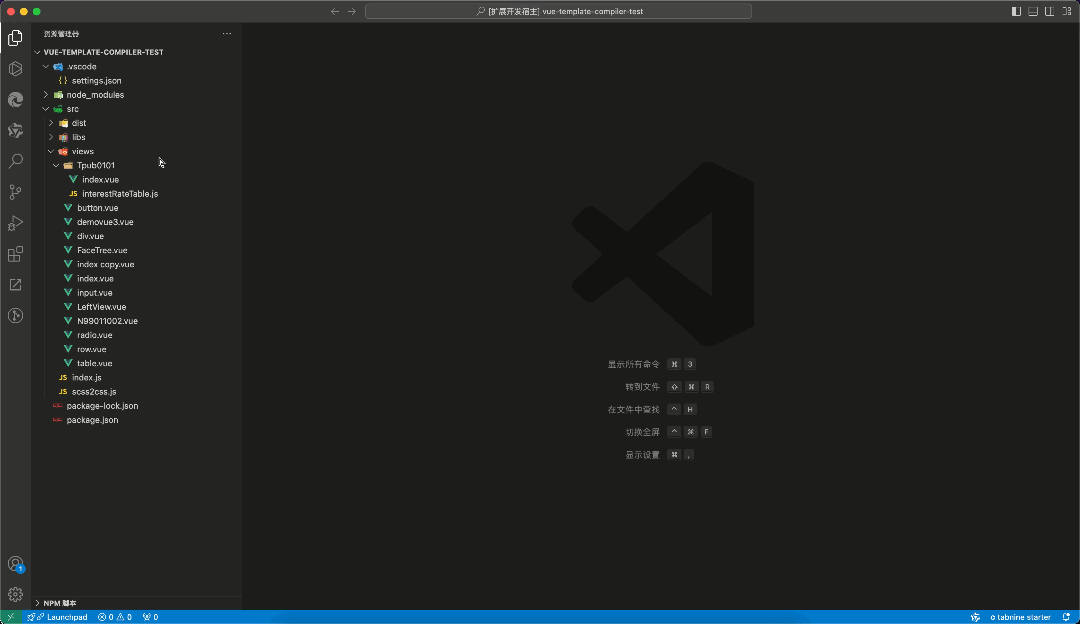 [扩展开发宿主] vue-template-compiler-test
资源管理器
VUE-TEMPLATE-COMPILER-TEST
.vscode
{} settings.json
node_modules
src
dist
libs
views
Tpub0101
index.vue
JS interestRateTable.js
button.vue
demovue3.vue
div.vue
FaceTree.vue
index copy.vue
index.vue
input.vue
LeftView.vue
N99011002.vue
radio.vue
row.vue
table.vue
JS index.js
JS scss2css.js
package-lock.json
package.json
显示所有命令 ⌘ 3
转到文件 ⇧ ⌘ R
在文件中查找 ^ H
切换全屏 ^ ⌘ F
显示设置 ⌘ ,
1
NPM 脚本
Launchpad 0 0 0 tabnine starter